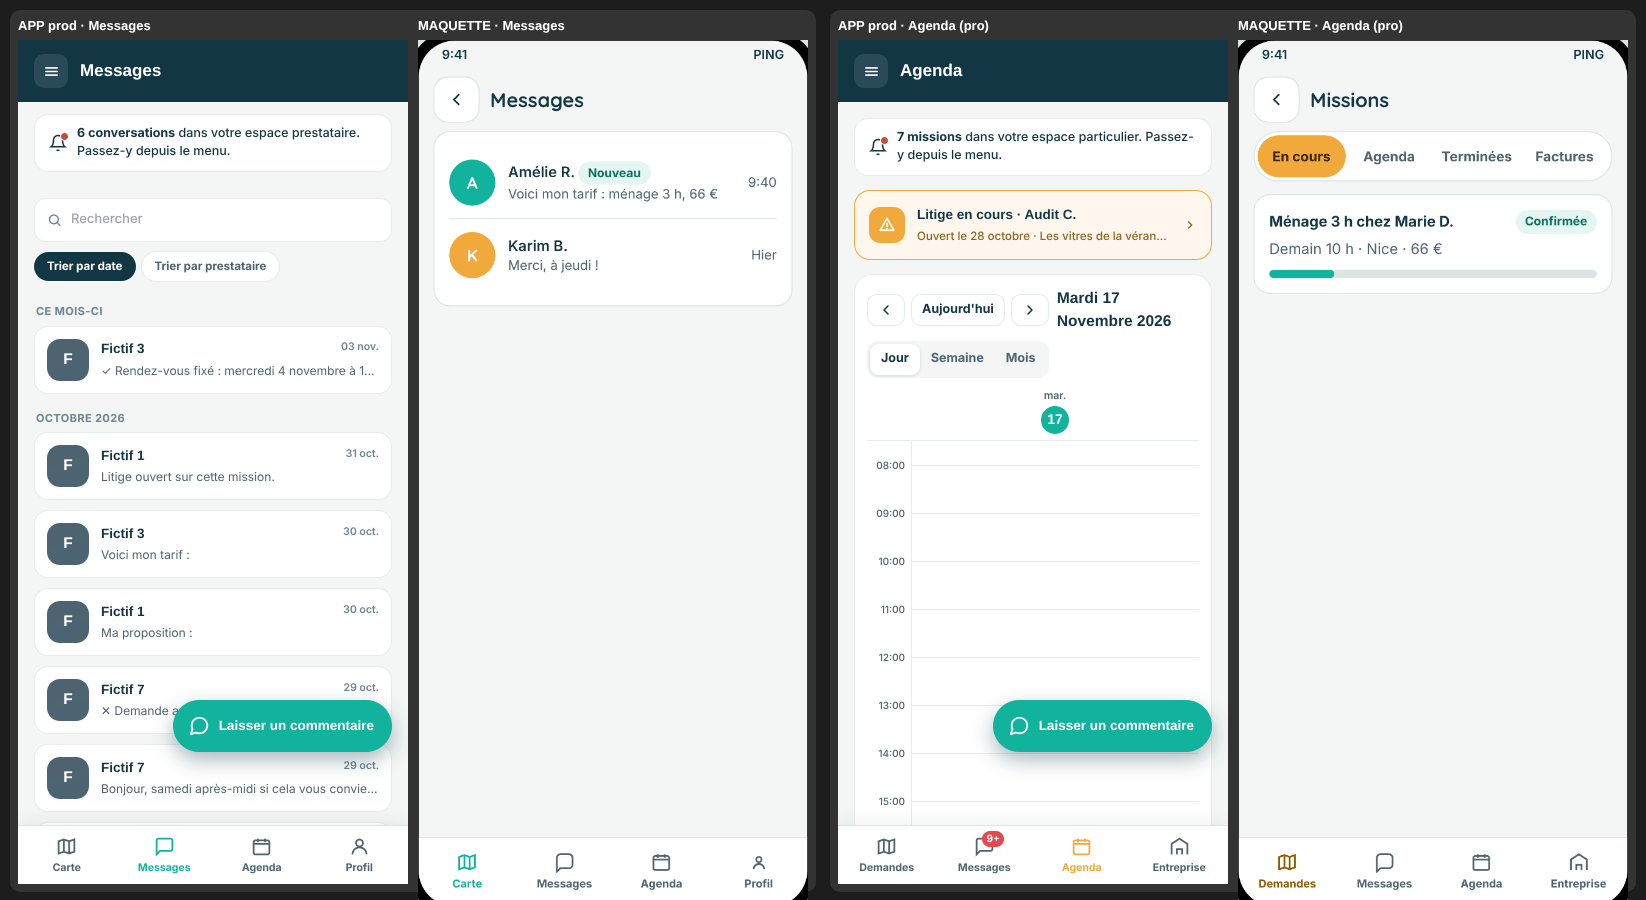 APP prod · Messages
Messages
6 conversations dans votre espace prestataire.
Passez-y depuis le menu.
Rechercher
Trier par date
Trier par prestataire
CE MOIS-CI
F
Fictif 3
03 nov.
✓ Rendez-vous fixé : mercredi 4 novembre à 1...
OCTOBRE 2026
F
Fictif 1
31 oct.
Litige ouvert sur cette mission.
F
Fictif 3
30 oct.
Voici mon tarif :
F
Fictif 1
30 oct.
Ma proposition :
F
Fictif 7
29 oct.
✕ Demande a
Laisser un commentaire
F
Fictif 7
29 oct.
Bonjour, samedi après-midi si cela vous convie...
Carte
Messages
Agenda
Profil
MAQUETTE · Messages
9:41
PING
Messages
A
Amélie R.
Nouveau
Voici mon tarif : ménage 3 h, 66 €
9:40
K
Karim B.
Merci, à jeudi !
Hier
Carte
Messages
Agenda
Profil
APP prod · Agenda (pro)
Agenda
7 missions dans votre espace particulier. Passez-
y depuis le menu.
Litige en cours · Audit C.
Ouvert le 28 octobre · Les vitres de la véran...
Aujourd'hui
Mardi 17
Novembre 2026
Jour
Semaine
Mois
mar.
17
08:00
09:00
10:00
11:00
12:00
13:00
Laisser un commentaire
14:00
15:00
Demandes
9+
Messages
Agenda
Entreprise
MAQUETTE · Agenda (pro)
9:41
PING
Missions
En cours
Agenda
Terminées
Factures
Ménage 3 h chez Marie D.
Confirmée
Demain 10 h · Nice · 66 €
Demandes
Messages
Agenda
Entreprise